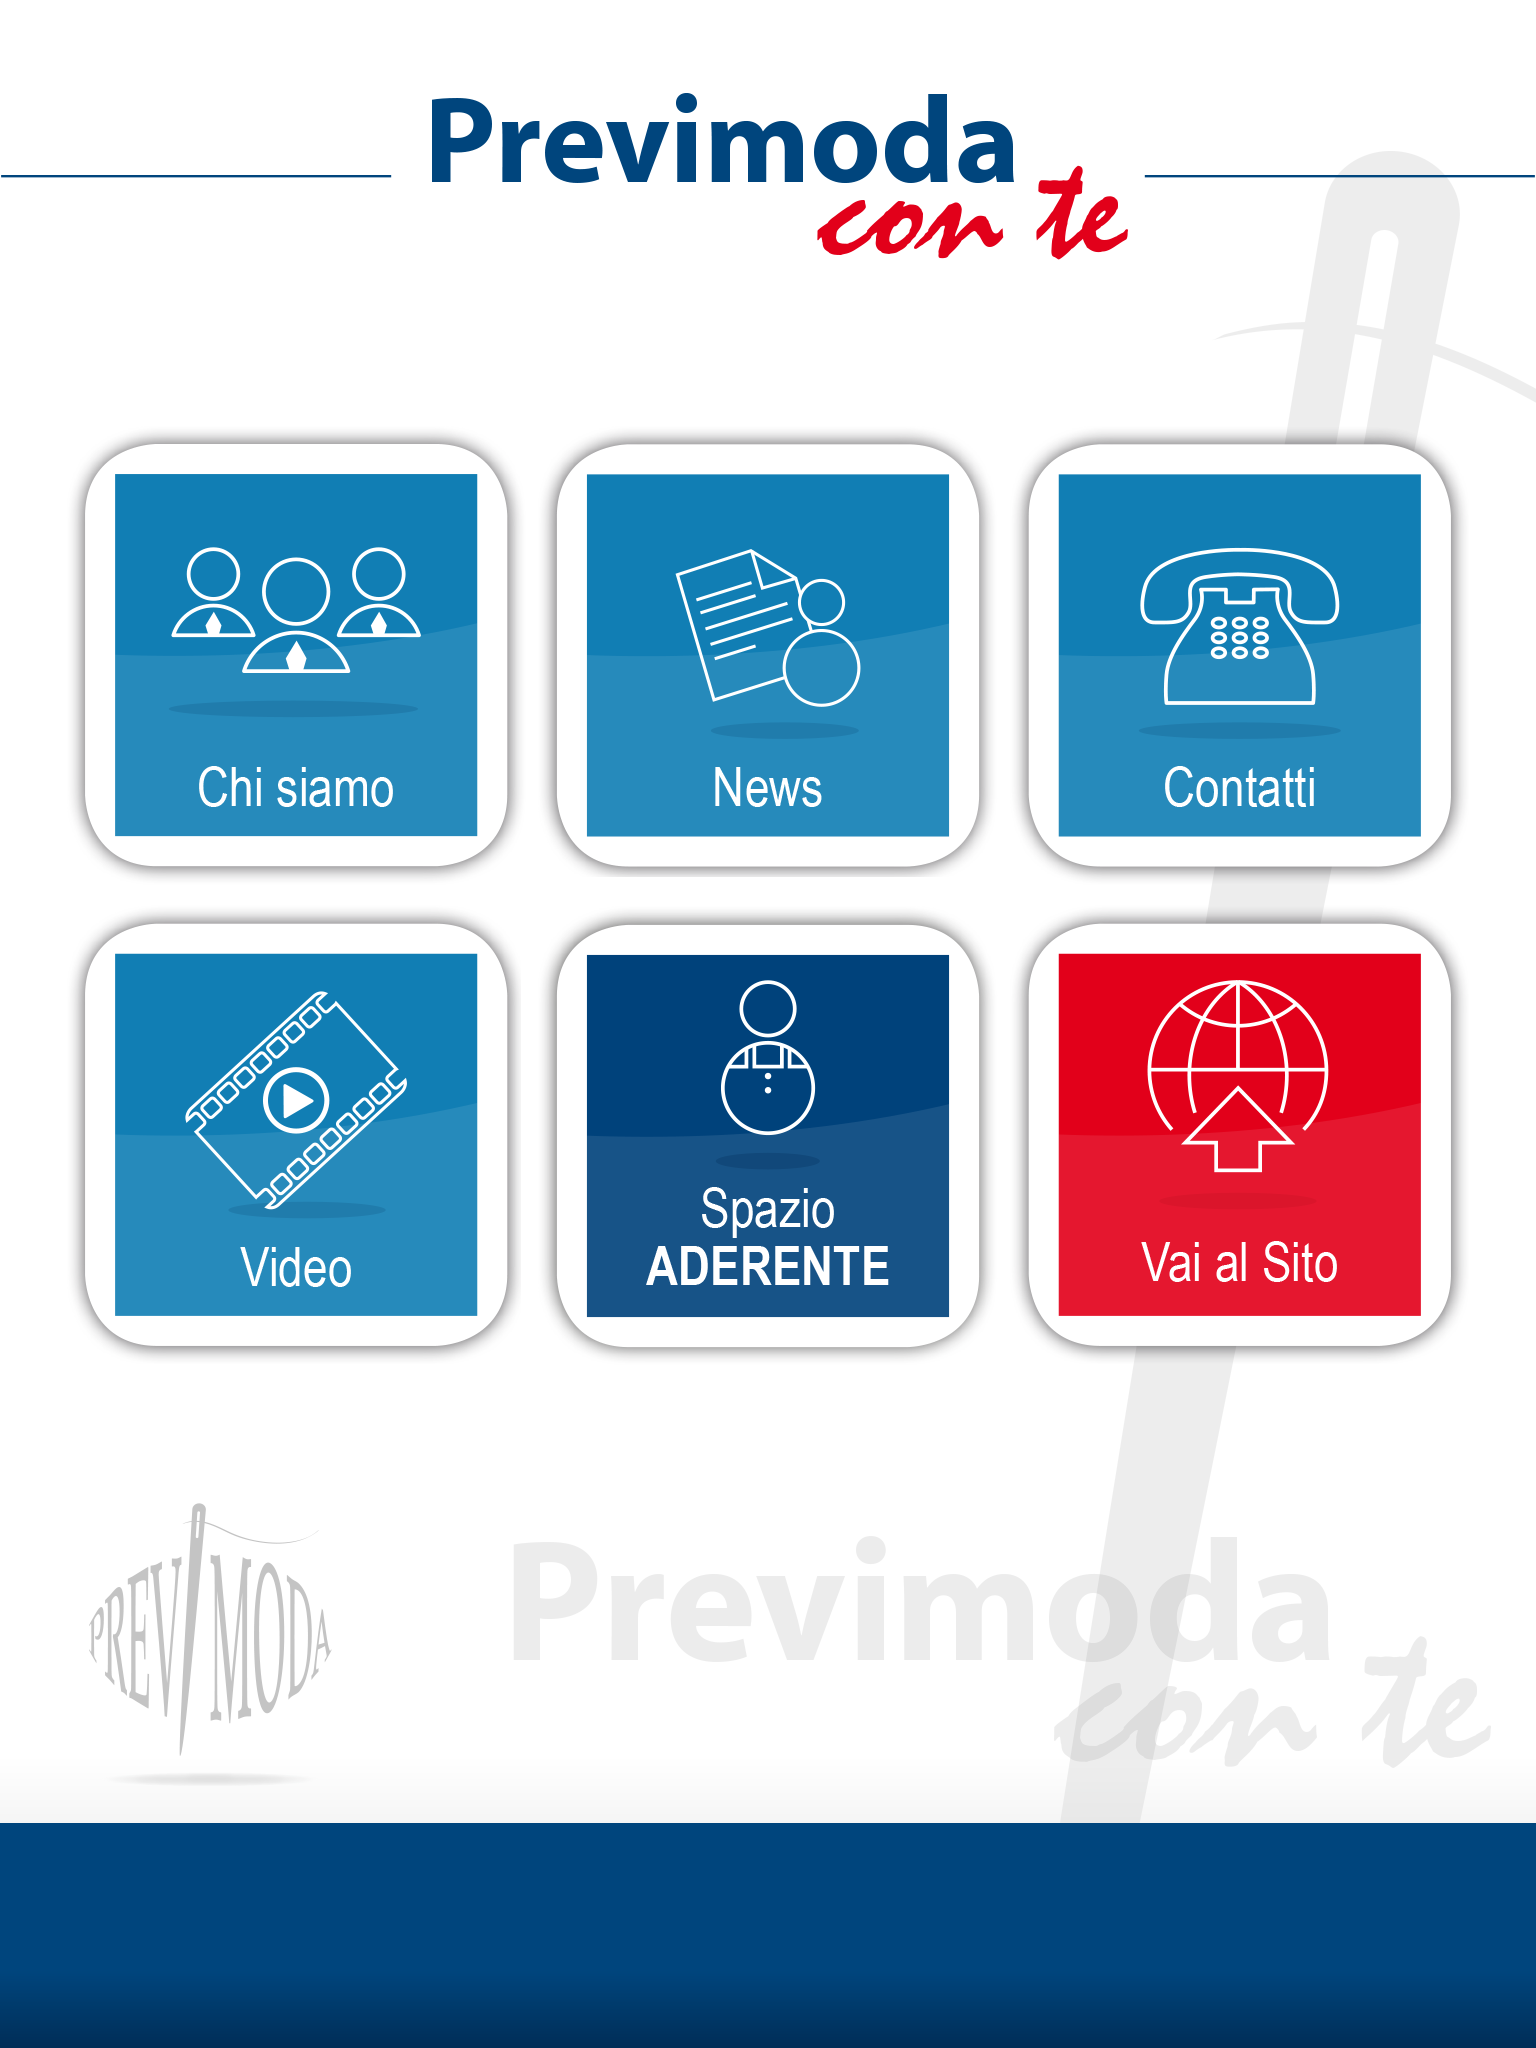 Previmoda
con te
Chi siamo
News
Contatti
Video
Spazio
ADERENTE
Vai al Sito
PREVIMODA
Previmoda
con te